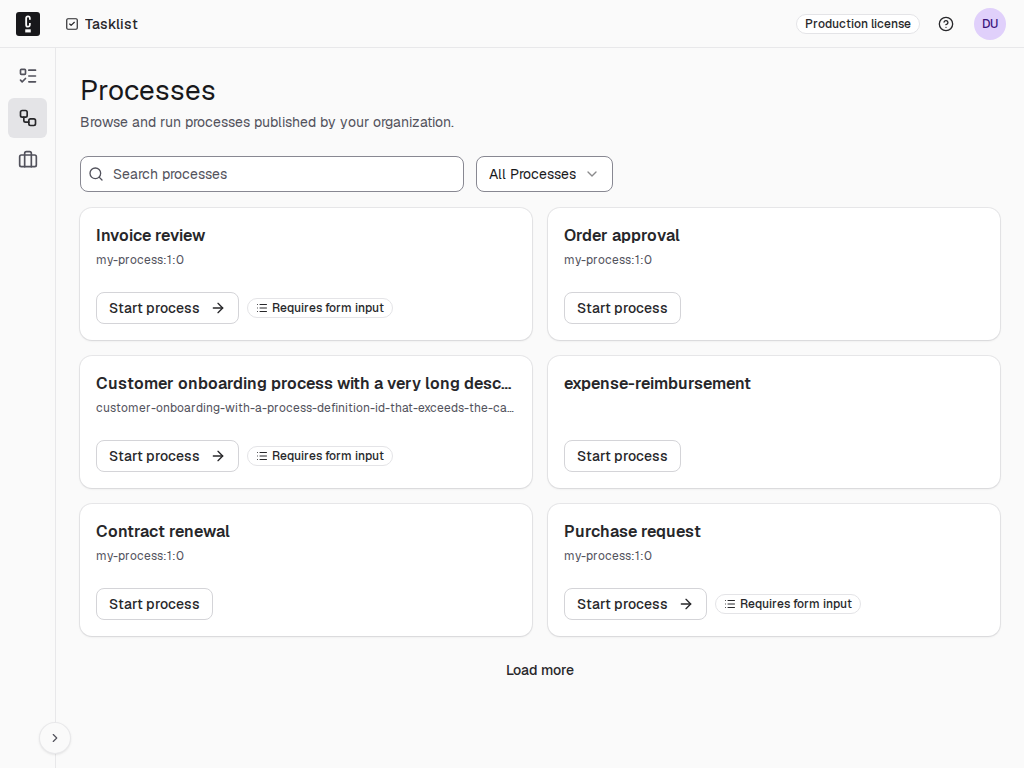 Tasklist
Production license
DU
Processes
Browse and run processes published by your organization.
Search processes
All Processes
Invoice review
my-process:1:0
Start process
Requires form input
Order approval
my-process:1:0
Start process
Customer onboarding process with a very long desc...
customer-onboarding-with-a-process-definition-id-that-exceeds-the-ca...
Start process
Requires form input
expense-reimbursement
Start process
Contract renewal
my-process:1:0
Start process
Purchase request
my-process:1:0
Start process
Requires form input
Load more